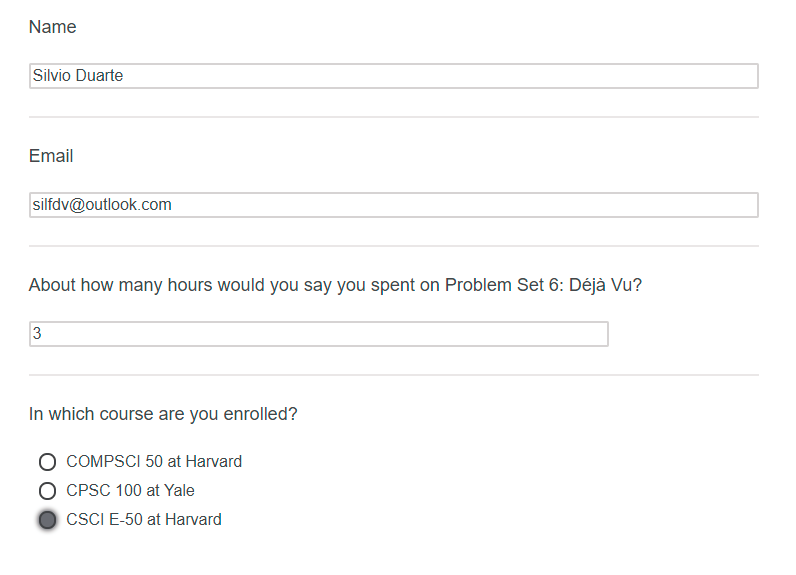 Name
Silvio Duarte
Email
silfdv@outlook.com
About how many hours would you say you spent on Problem Set 6: Déjà Vu?
3
In which course are you enrolled?
COMPSCI 50 at Harvard
CPSC 100 at Yale
CSCI E-50 at Harvard